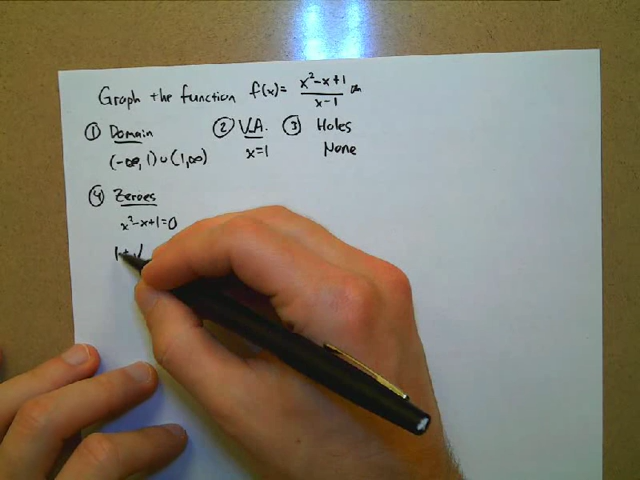 Graph the function f(x)= x²-x+1 / x-1
① Domain ② V.A. ③ Holes
(-∞, 1) ∪ (1, ∞) x=1 None
④ Zeroes
x²-x+1=0
1±√